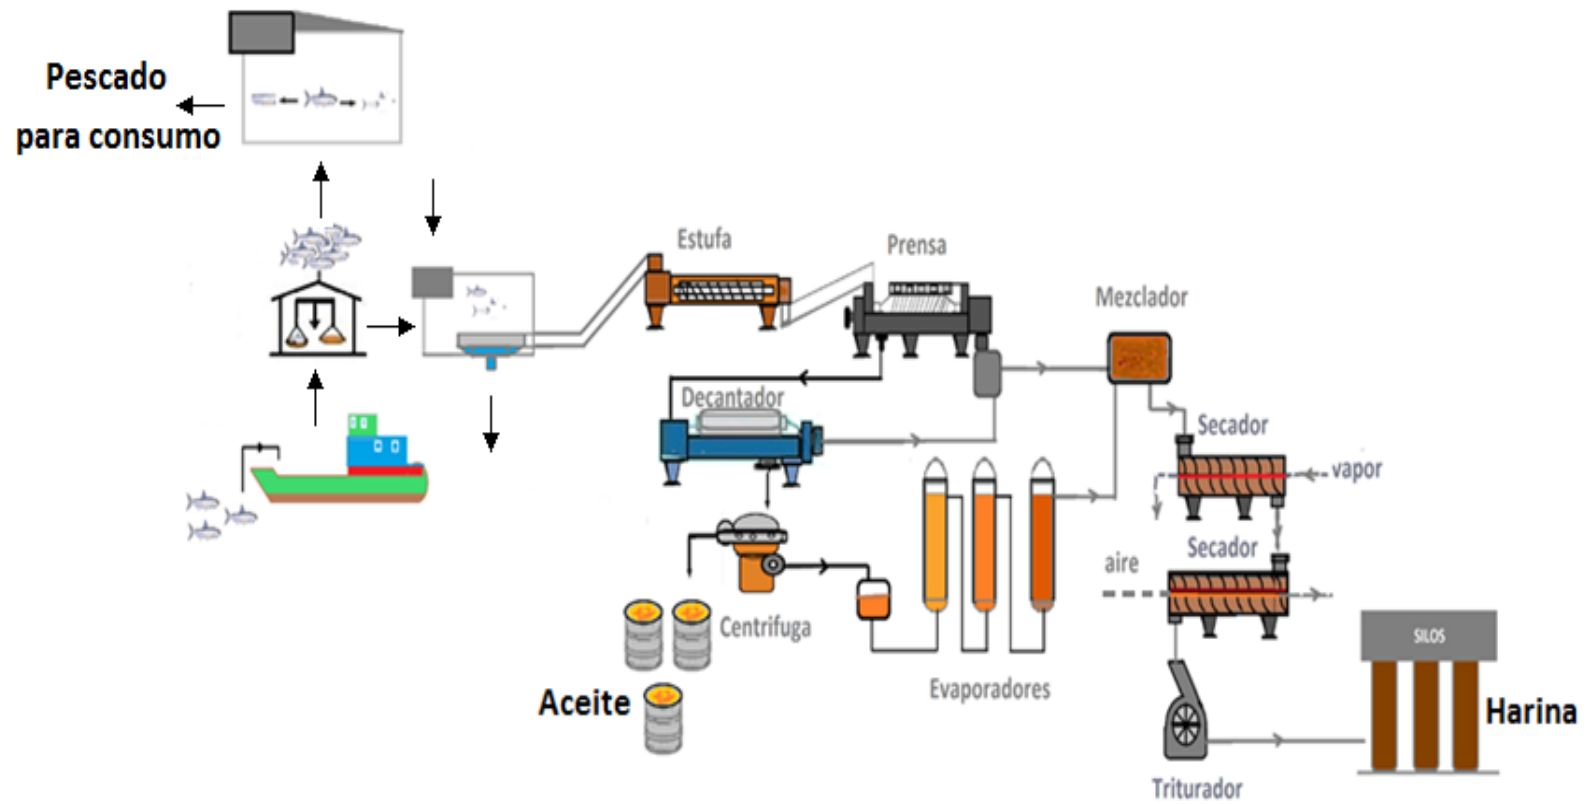 Pescado
para consumo
Estufa
Prensa
Mezclador
Decantador
Secador
vapor
Secador
aire
Centrifuga
Evaporadores
SILOS
Aceite
Harina
Triturador